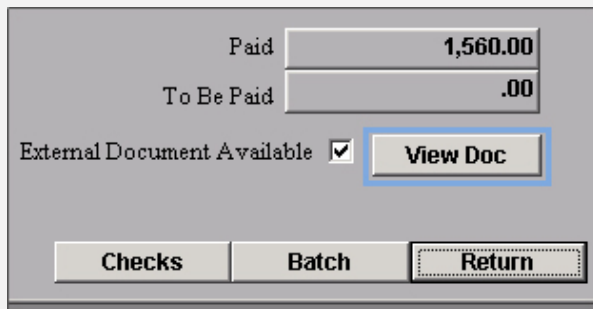 Paid 1,560.00
To Be Paid .00
External Document Available View Doc
Checks Batch Return